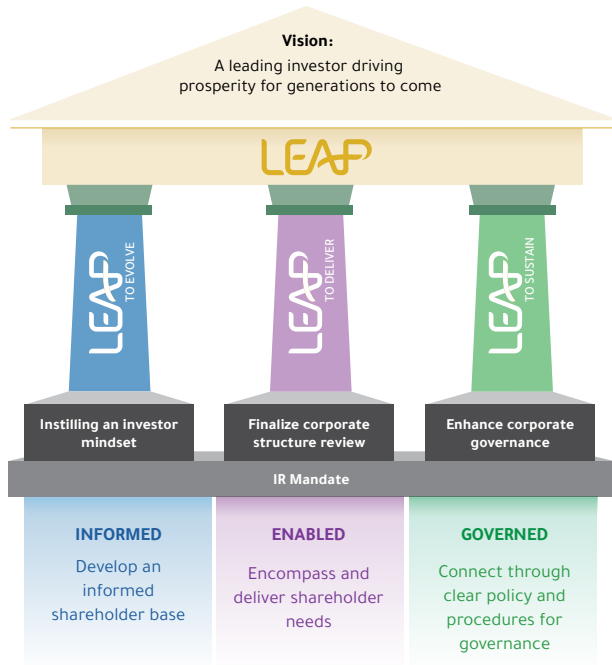 Vision:
A leading investor driving
prosperity for generations to come
LEAP
LEAP TO EVOLVE
LEAP TO DELIVER
LEAP TO SUSTAIN
Instilling an investor
mindset
Finalize corporate
structure review
Enhance corporate
governance
IR Mandate
INFORMED
Develop an
informed
shareholder base
ENABLED
Encompass and
deliver shareholder
needs
GOVERNED
Connect through
clear policy and
procedures for
governance